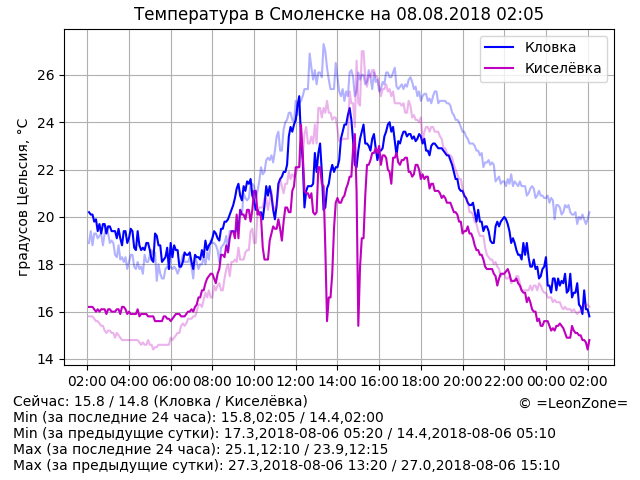 Температура в Смоленске на 08.08.2018 02:05
Кловка
Киселёвка
градусов Цельсия, °C
26
24
22
20
18
16
14
02:00 04:00 06:00 08:00 10:00 12:00 14:00 16:00 18:00 20:00 22:00 00:00 02:00
Сейчас: 15.8 / 14.8 (Кловка / Киселёвка)
© =LeonZone=
Min (за последние 24 часа): 15.8,02:05 / 14.4,02:00
Min (за предыдущие сутки): 17.3,2018-08-06 05:20 / 14.4,2018-08-06 05:10
Max (за последние 24 часа): 25.1,12:10 / 23.9,12:15
Max (за предыдущие сутки): 27.3,2018-08-06 13:20 / 27.0,2018-08-06 15:10